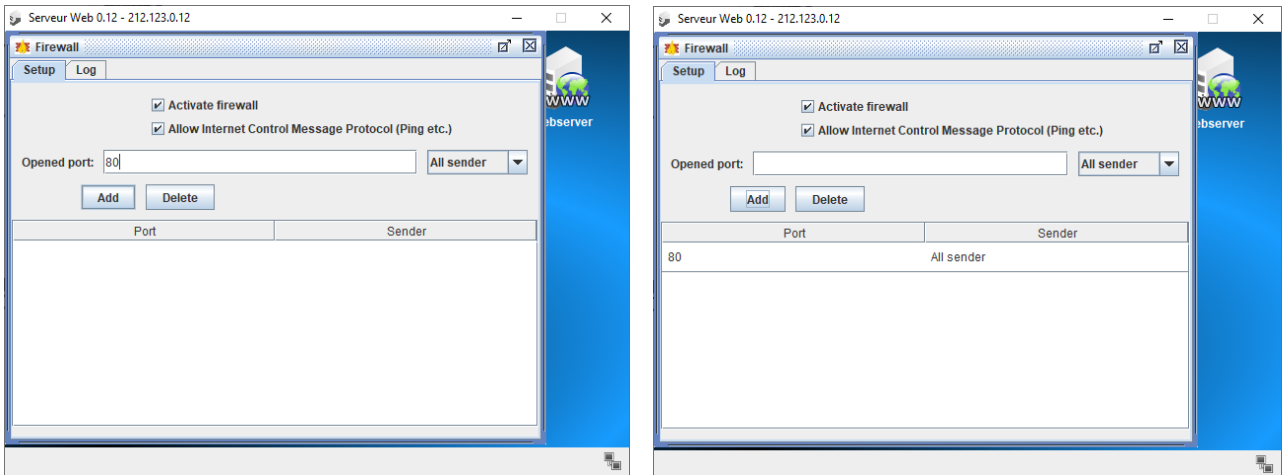 Serveur Web 0.12 - 212.123.0.12
Firewall
Setup Log
WWW
ebserver
Activate firewall
Allow Internet Control Message Protocol (Ping etc.)
Opened port: 80 All sender
Add Delete
Port Sender
Serveur Web 0.12 - 212.123.0.12
Firewall
Setup Log
WWW
ebserver
Activate firewall
Allow Internet Control Message Protocol (Ping etc.)
Opened port: All sender
Add Delete
Port Sender
80 All sender